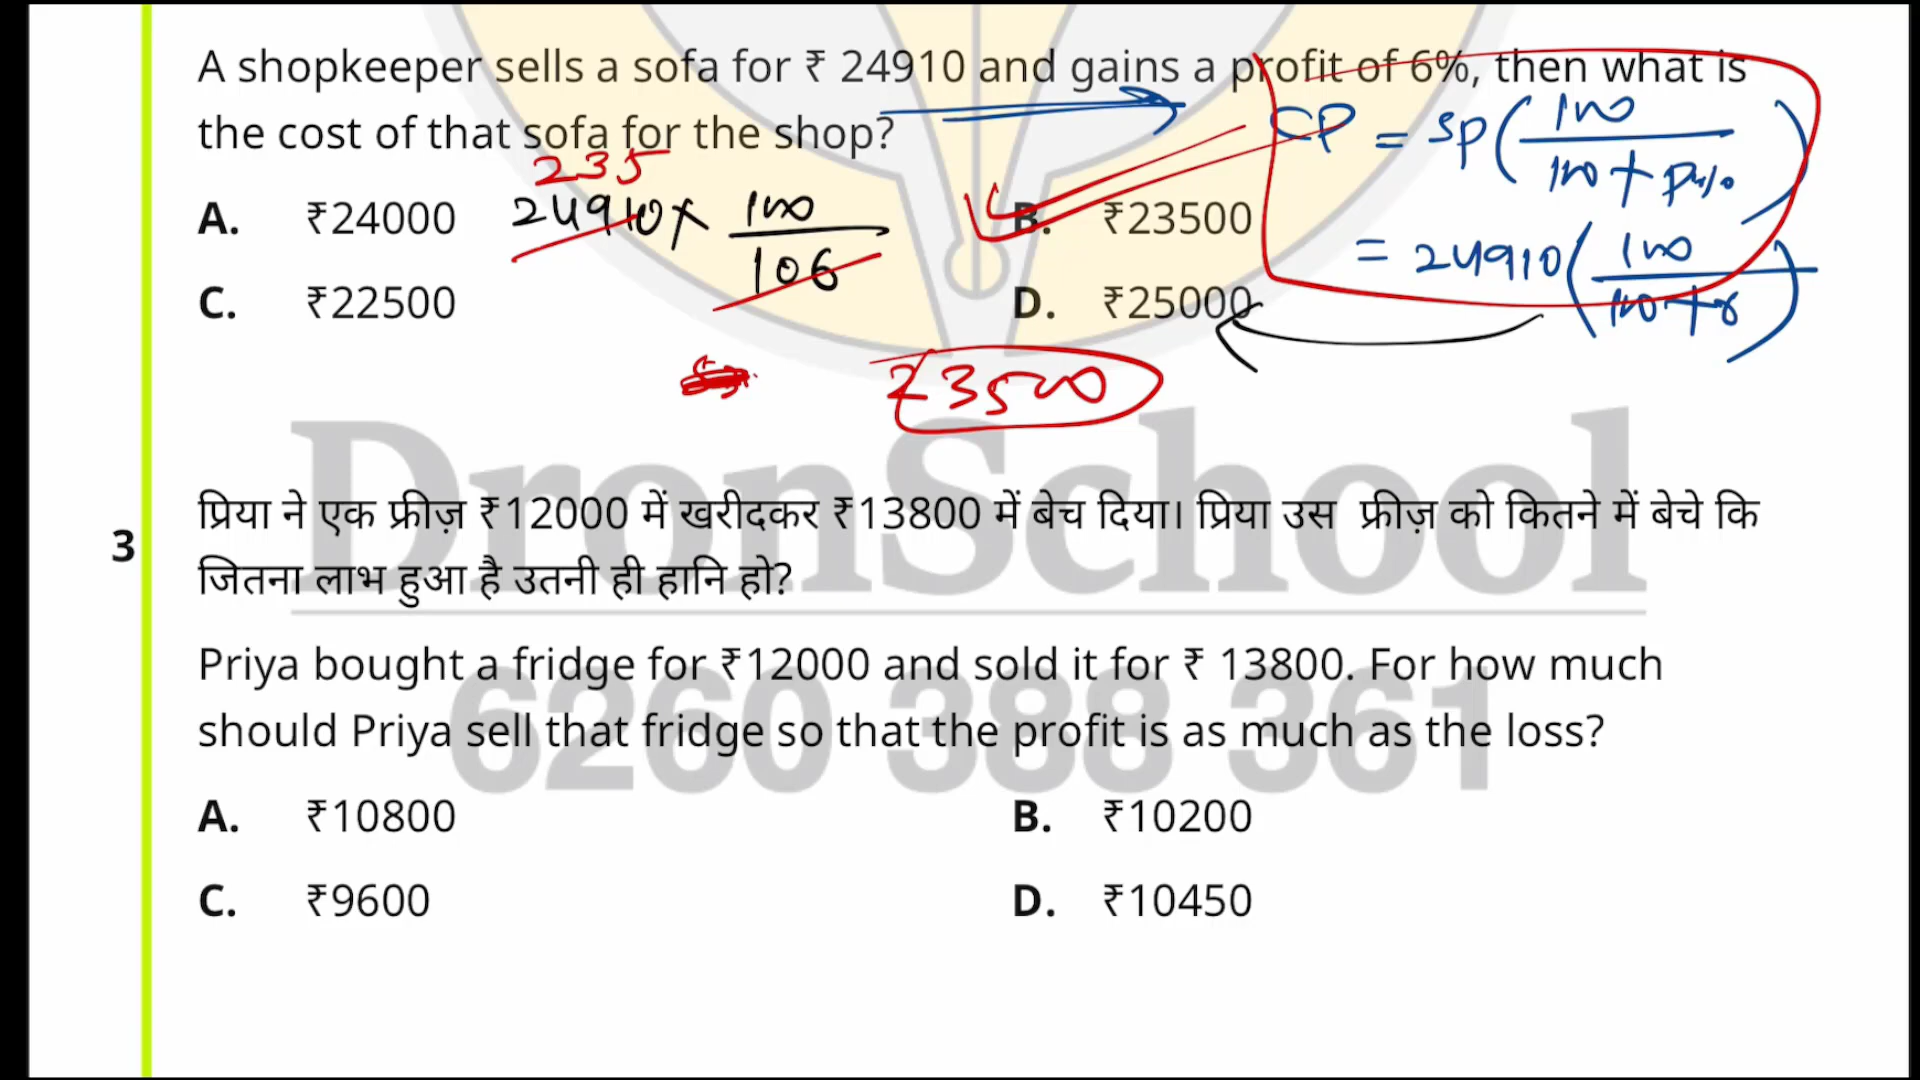 A shopkeeper sells a sofa for ₹ 24910 and gains a profit of 6%, then what is
the cost of that sofa for the shop?
CP = SP(100/100+P%)
= 24910(100/100+6)
235
24910 × 100/106
A. ₹24000 B. ₹23500
C. ₹22500 D. ₹25000
23500
DronSchool
3
प्रिया ने एक फ्रीज़ ₹12000 में खरीदकर ₹13800 में बेच दिया। प्रिया उस फ्रीज़ को कितने में बेचे कि
जितना लाभ हुआ है उतनी ही हानि हो?
Priya bought a fridge for ₹12000 and sold it for ₹ 13800. For how much
should Priya sell that fridge so that the profit is as much as the loss?
6260 388 361
A. ₹10800 B. ₹10200
C. ₹9600 D. ₹10450